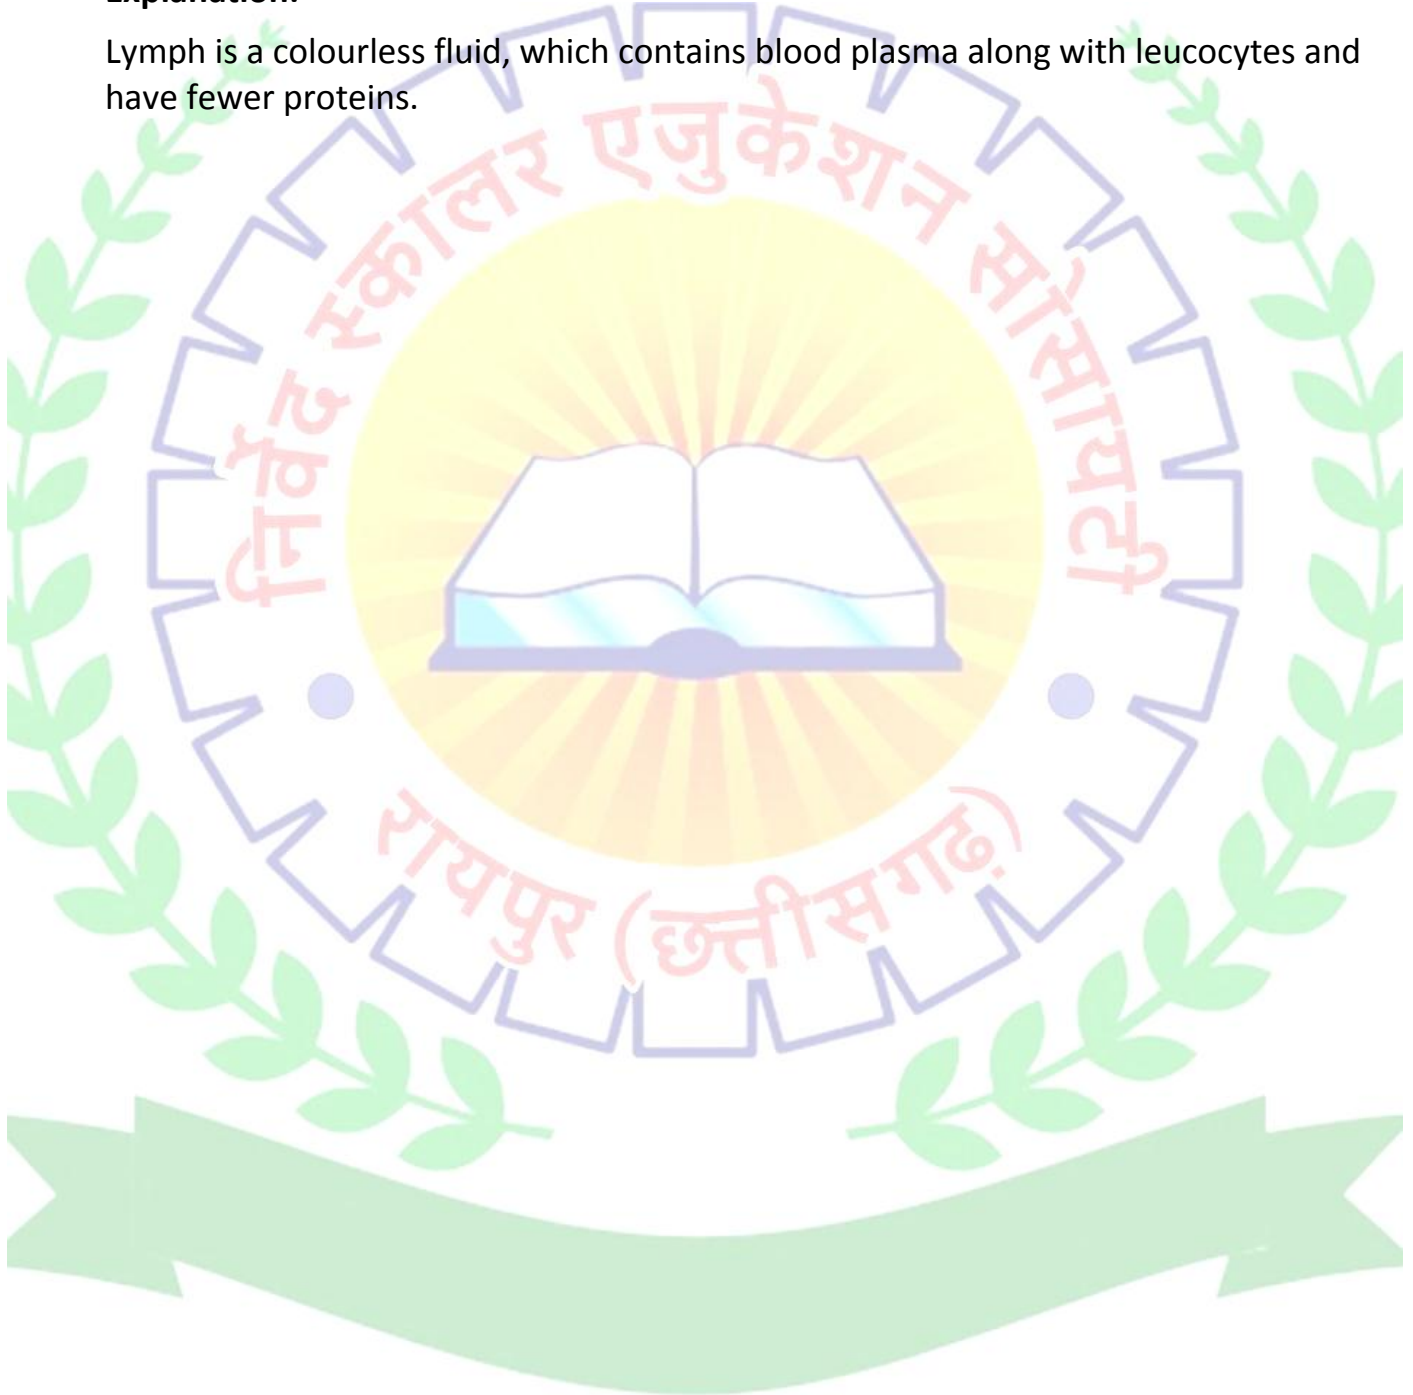 Explanation:
Lymph is a colourless fluid, which contains blood plasma along with leucocytes and
have fewer proteins.
निर्वेद स्कालर एजुकेशन सोसायटी
रायपुर (छत्तीसगढ़)